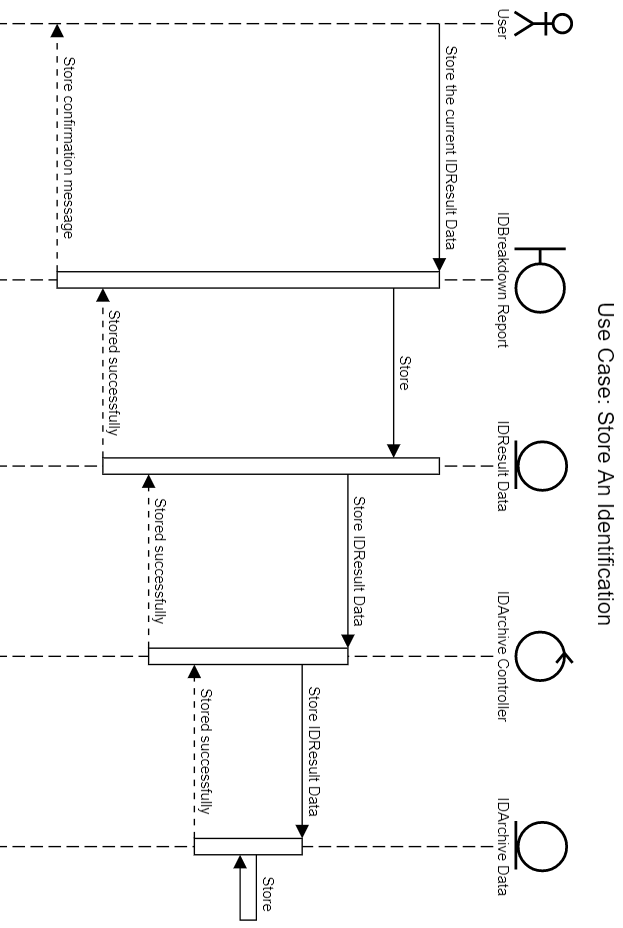 Use Case: Store An Identification
User
IDBreakdown Report
IDResult Data
IDArchive Controller
IDArchive Data
Store the current IDResult Data
Store
Store IDResult Data
Store IDResult Data
Store
Stored successfully
Stored successfully
Stored successfully
Store confirmation message